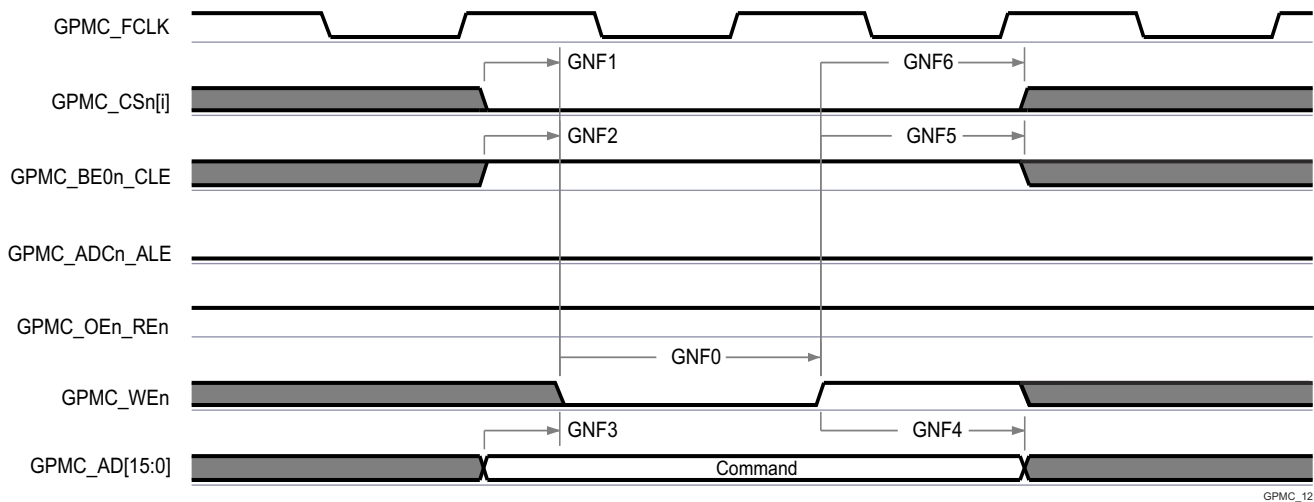 GPMC_FCLK
GNF1
GNF6
GPMC_CSn[i]
GNF2
GNF5
GPMC_BE0n_CLE
GPMC_ADCn_ALE
GPMC_OEn_REn
GNF0
GPMC_WEn
GNF3
GNF4
GPMC_AD[15:0]
Command
GPMC_12